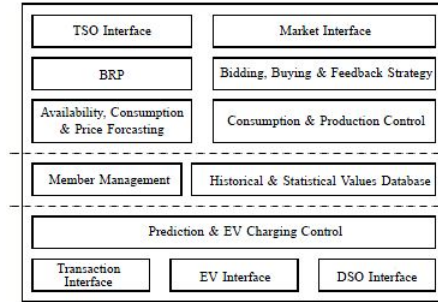 TSO Interface
Market Interface
BRP
Bidding, Buying & Feedback Strategy
Availability, Consumption
& Price Forcasting
Consumption & Production Control
Member Management
Historical & Statistical Values Database
Prediction & EV Charging Control
Transaction
Interface
EV Interface
DSO Interface